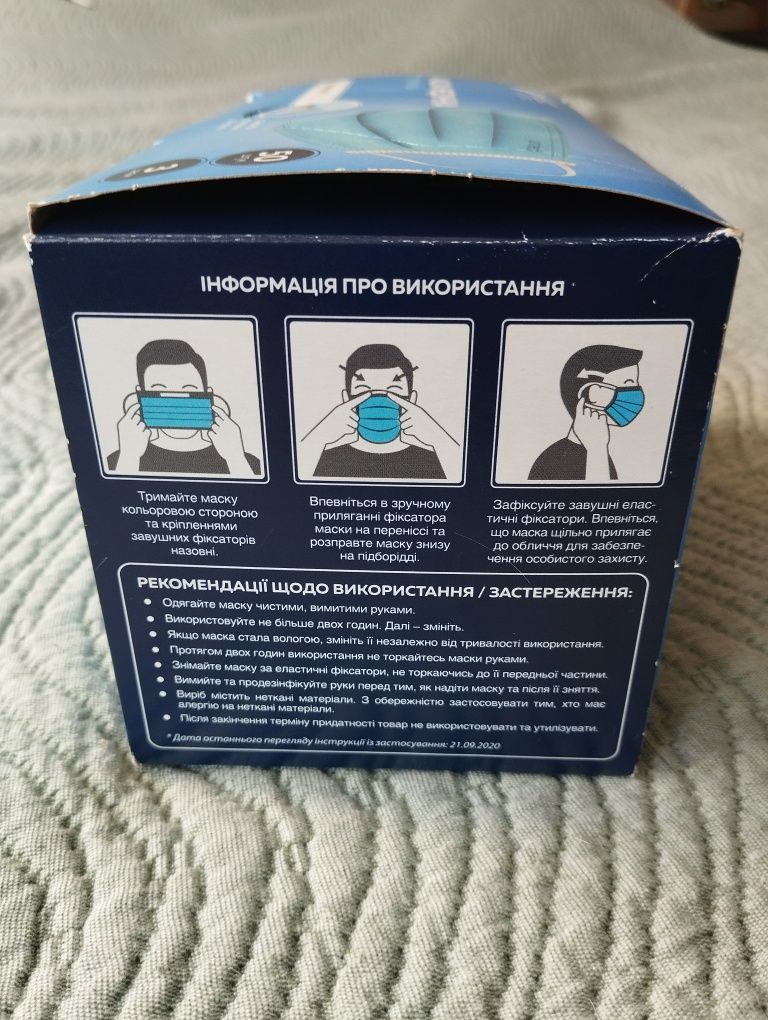 50
3
ІНФОРМАЦІЯ ПРО ВИКОРИСТАННЯ
Тримайте маску
кольоровою стороною
та кріпленнями
завушних фіксаторів
назовні.
Впевніться в зручному
приляганні фіксатора
маски на переніссі та
розправте маску знизу
на підборідді.
Зафіксуйте завушні елас-
тичні фіксатори. Впевніться,
що маска щільно прилягає
до обличчя для забезпе-
чення особистого захисту.
РЕКОМЕНДАЦІЇ ЩОДО ВИКОРИСТАННЯ / ЗАСТЕРЕЖЕННЯ:
• Одягайте маску чистими, вимитими руками.
• Використовуйте не більше двох годин. Далі – змініть.
• Якщо маска стала вологою, змініть її незалежно від тривалості використання.
• Протягом двох годин використання не торкайтесь маски руками.
• Знімайте маску за еластичні фіксатори, не торкаючись до її передньої частини.
• Вимийте та продезінфікуйте руки перед тим, як надіти маску та після її зняття.
• Виріб містить неткані матеріали. З обережністю застосовувати тим, хто має
алергію на неткані матеріали.
• Після закінчення терміну придатності товар не використовувати та утилізувати.
* Дата останнього перегляду інструкції із застосування: 21.09.2020